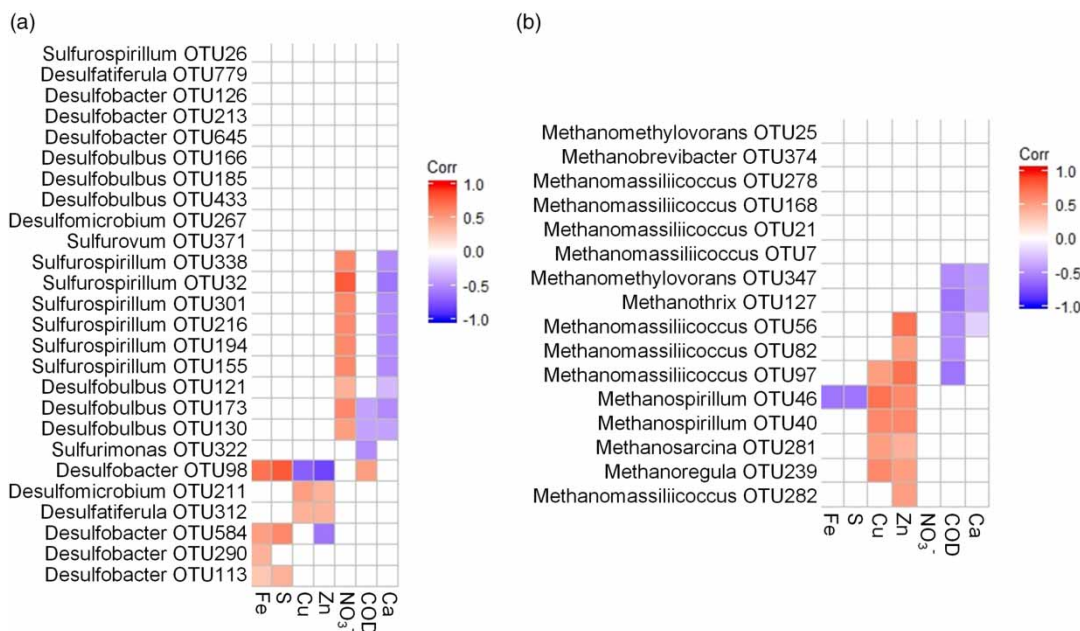 (a)
Sulfurospirillum OTU26
Desulfatiferula OTU779
Desulfobacter OTU126
Desulfobacter OTU213
Desulfobacter OTU645
Desulfobulbus OTU166
Desulfobulbus OTU185
Desulfobulbus OTU433
Desulfomicrobium OTU267
Sulfurovum OTU371
Sulfurospirillum OTU338
Sulfurospirillum OTU32
Sulfurospirillum OTU301
Sulfurospirillum OTU216
Sulfurospirillum OTU194
Sulfurospirillum OTU155
Desulfobulbus OTU121
Desulfobulbus OTU173
Desulfobulbus OTU130
Sulfurimonas OTU322
Desulfobacter OTU98
Desulfomicrobium OTU211
Desulfatiferula OTU312
Desulfobacter OTU584
Desulfobacter OTU290
Desulfobacter OTU113
Fe
S
Cu
Zn
NO₃⁻
COD
Ca
Corr
1.0
0.5
0.0
-0.5
-1.0
(b)
Methanomethylovorans OTU25
Methanobrevibacter OTU374
Methanomassiliicoccus OTU278
Methanomassiliicoccus OTU168
Methanomassiliicoccus OTU21
Methanomassiliicoccus OTU7
Methanomethylovorans OTU347
Methanothrix OTU127
Methanomassiliicoccus OTU56
Methanomassiliicoccus OTU82
Methanomassiliicoccus OTU97
Methanospirillum OTU46
Methanospirillum OTU40
Methanosarcina OTU281
Methanoregula OTU239
Methanomassiliicoccus OTU282
Fe
S
Cu
Zn
NO₃⁻
COD
Ca
Corr
1.0
0.5
0.0
-0.5
-1.0